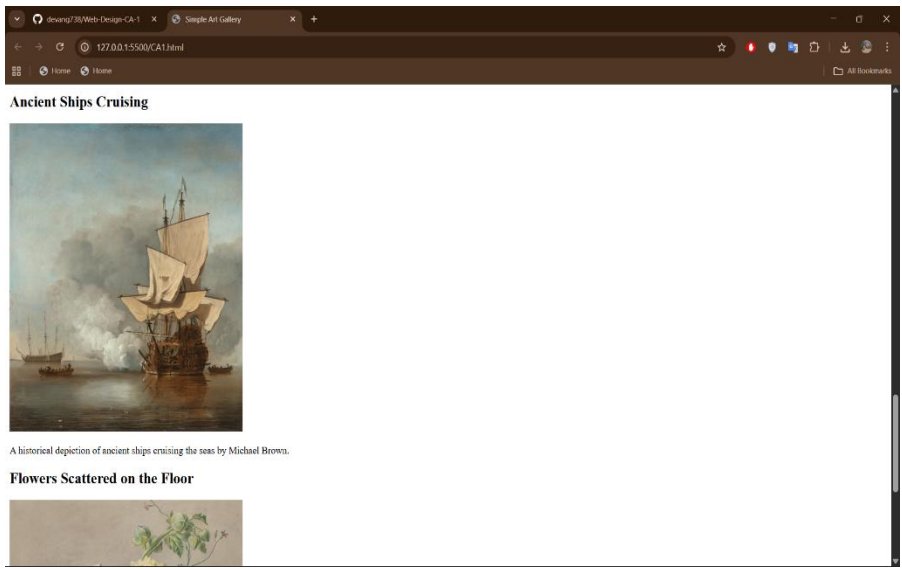 devang738/Web-Design-CA-1
Simple Art Gallery
127.0.0.1:5500/CA1.html
Home
Home
All Bookmarks
Ancient Ships Cruising
A historical depiction of ancient ships cruising the seas by Michael Brown.
Flowers Scattered on the Floor